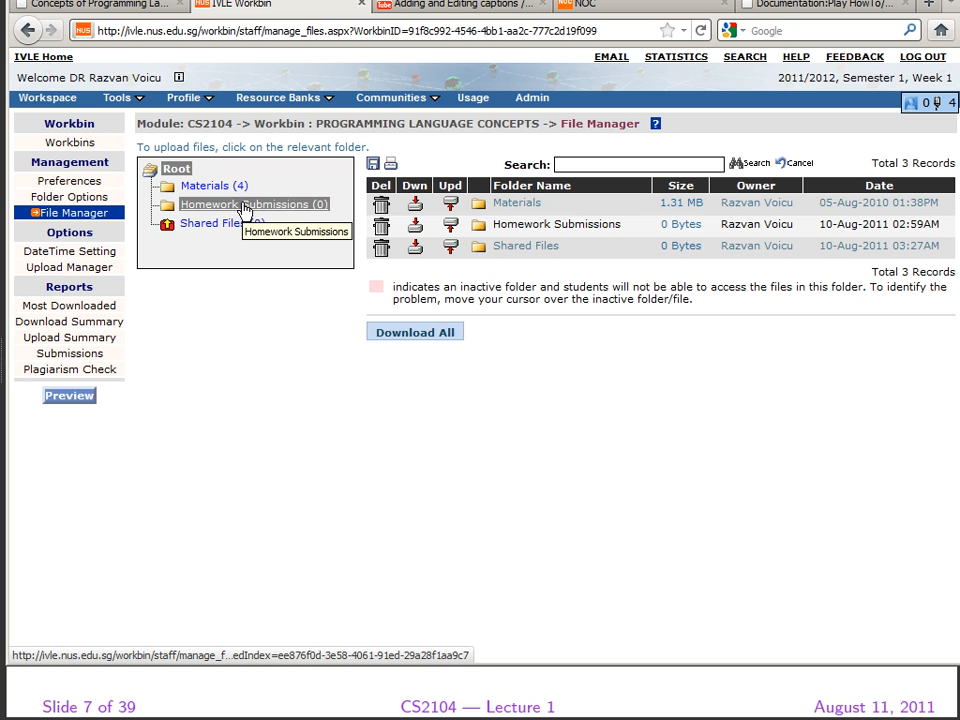 Concepts of Programming La...
NUS IVLE Workbin
You Adding and Editing captions /...
NUS NOC
Documentation:Play HowTo/...
NUS http://ivle.nus.edu.sg/workbin/staff/manage_files.aspx?WorkbinID=91f8c992-4546-4bb1-aa2c-777c2d19f099
Google
IVLE Home
EMAIL STATISTICS SEARCH HELP FEEDBACK LOG OUT
Welcome DR Razvan Voicu
2011/2012, Semester 1, Week 1
Workspace Tools Profile Resource Banks Communities Usage Admin
0 4
Workbin
Workbins
Management
Preferences
Folder Options
File Manager
Options
DateTime Setting
Upload Manager
Reports
Most Downloaded
Download Summary
Upload Summary
Submissions
Plagiarism Check
Preview
Module: CS2104 -> Workbin : PROGRAMMING LANGUAGE CONCEPTS -> File Manager ?
To upload files, click on the relevant folder.
Root
Materials (4)
Homework Submissions (0)
Shared Files (0)
Homework Submissions
Search: Search Cancel Total 3 Records
Del Dwn Upd Folder Name Size Owner Date
Materials 1.31 MB Razvan Voicu 05-Aug-2010 01:38PM
Homework Submissions 0 Bytes Razvan Voicu 10-Aug-2011 02:59AM
Shared Files 0 Bytes Razvan Voicu 10-Aug-2011 03:27AM
Total 3 Records
indicates an inactive folder and students will not be able to access the files in this folder. To identify the
problem, move your cursor over the inactive folder/file.
Download All
http://ivle.nus.edu.sg/workbin/staff/manage_f...edIndex=ee876f0d-3e58-4061-91ed-29a28f1aa9c7
Slide 7 of 39 CS2104 — Lecture 1 August 11, 2011